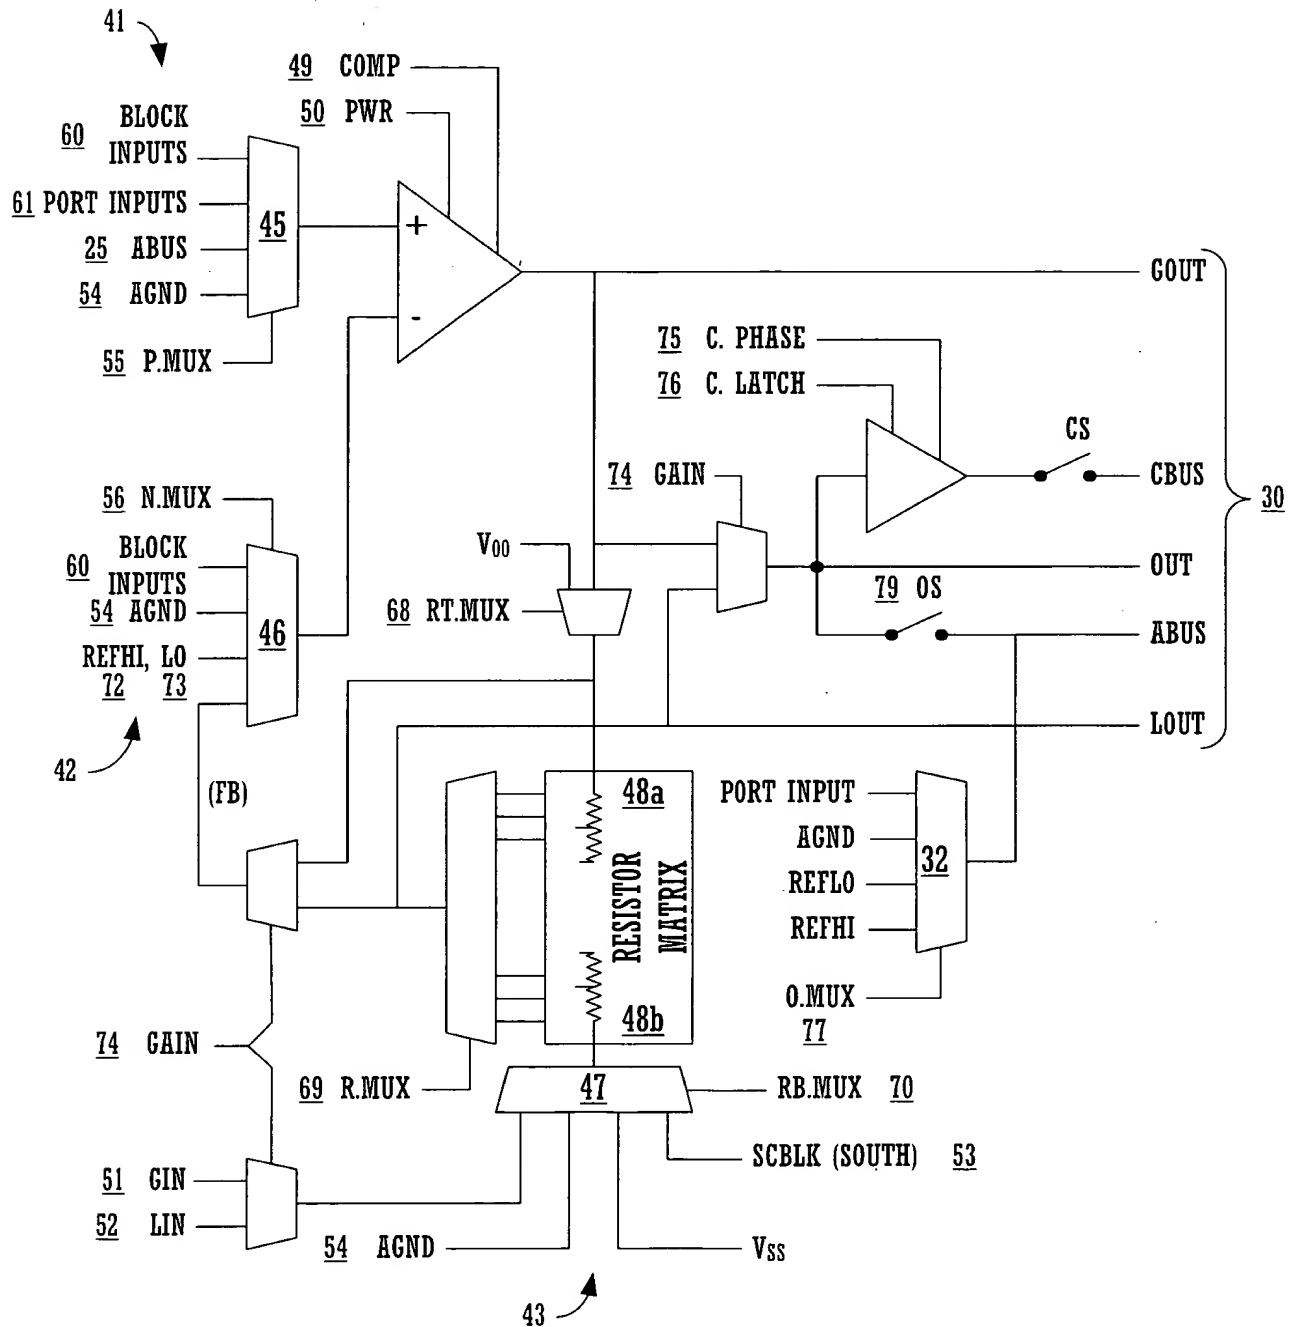 41
49 COMP
50 PWR
BLOCK
60 INPUTS
61 PORT INPUTS
25 ABUS
54 AGND
45
55 P.MUX
+
-
GOUT
75 C. PHASE
76 C. LATCH
CS
CBUS
30
74 GAIN
56 N.MUX
BLOCK
60 INPUTS
54 AGND
REFHI, LO
72 73
46
42
V00
68 RT.MUX
OUT
79 OS
ABUS
LOUT
(FB)
48a
RESISTOR
MATRIX
48b
PORT INPUT
AGND
REFLO
REFHI
32
O.MUX
77
74 GAIN
69 R.MUX
47
RB.MUX 70
SCBLK (SOUTH) 53
51 GIN
52 LIN
54 AGND
VSS
43